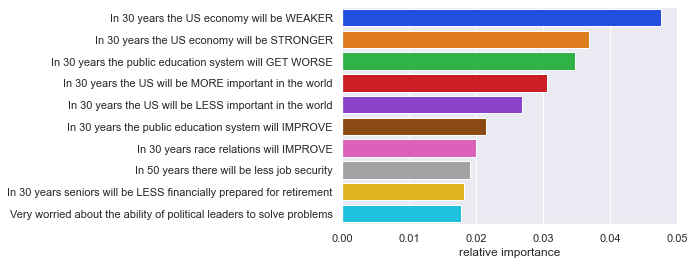 In 30 years the US economy will be WEAKER
In 30 years the US economy will be STRONGER
In 30 years the public education system will GET WORSE
In 30 years the US will be MORE important in the world
In 30 years the US will be LESS important in the world
In 30 years the public education system will IMPROVE
In 30 years race relations will IMPROVE
In 50 years there will be less job security
In 30 years seniors will be LESS financially prepared for retirement
Very worried about the ability of political leaders to solve problems
0.00 0.01 0.02 0.03 0.04 0.05
relative importance